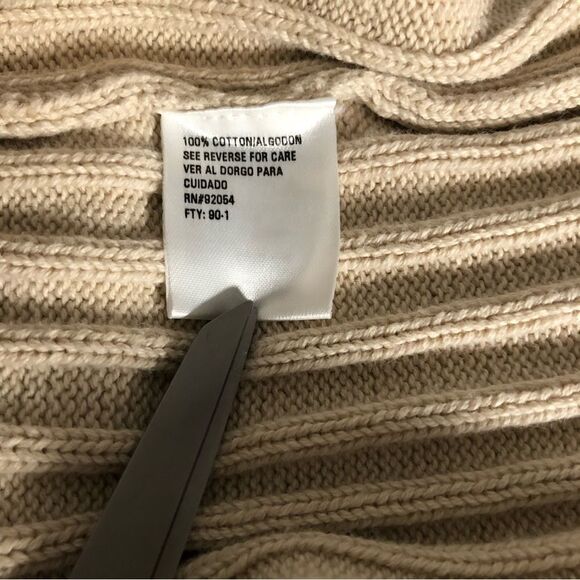 100% COTTON/ALGODON
SEE REVERSE FOR CARE
VER AL DORGO PARA
CUIDADO
RN#92054
FTY: 90-1